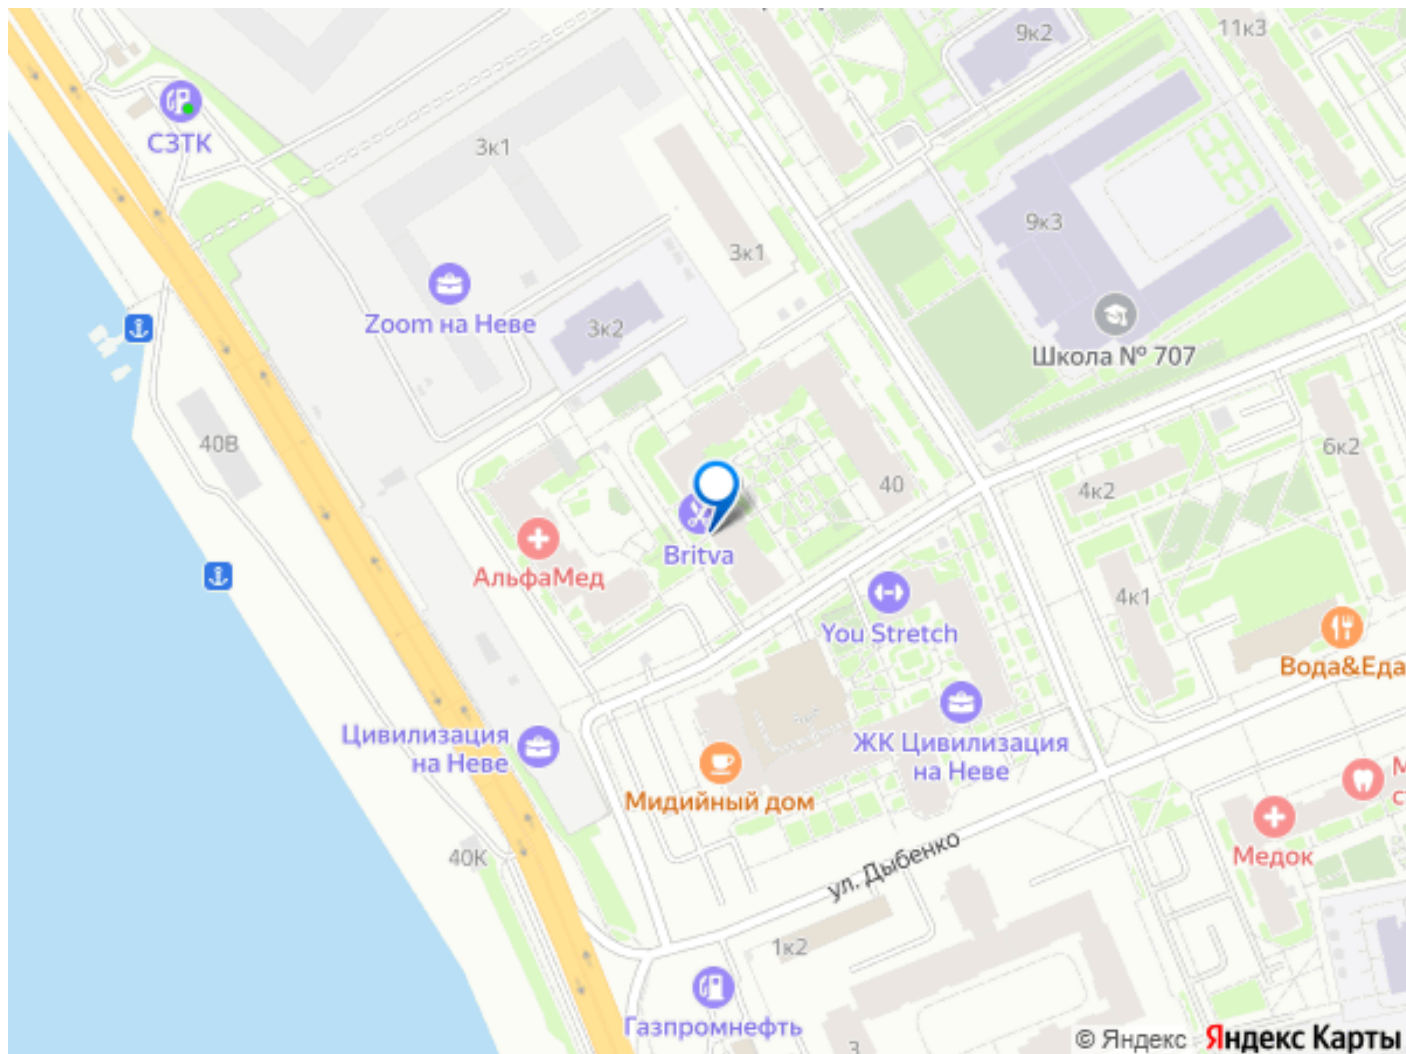 9к2
11к3
СЗТК
3к1
9к3
3к1
Zoom на Неве
3к2
Школа № 707
40В
6к2
40
4к2
Britva
АльфаМед
4к1
You Stretch
Вода&Еда
Цивилизация
на Неве
ЖК Цивилизация
на Неве
Мидийный дом
40К
ул. Дыбенко
Медок
1к2
Газпромнефть
3
© Яндекс Яндекс Карты